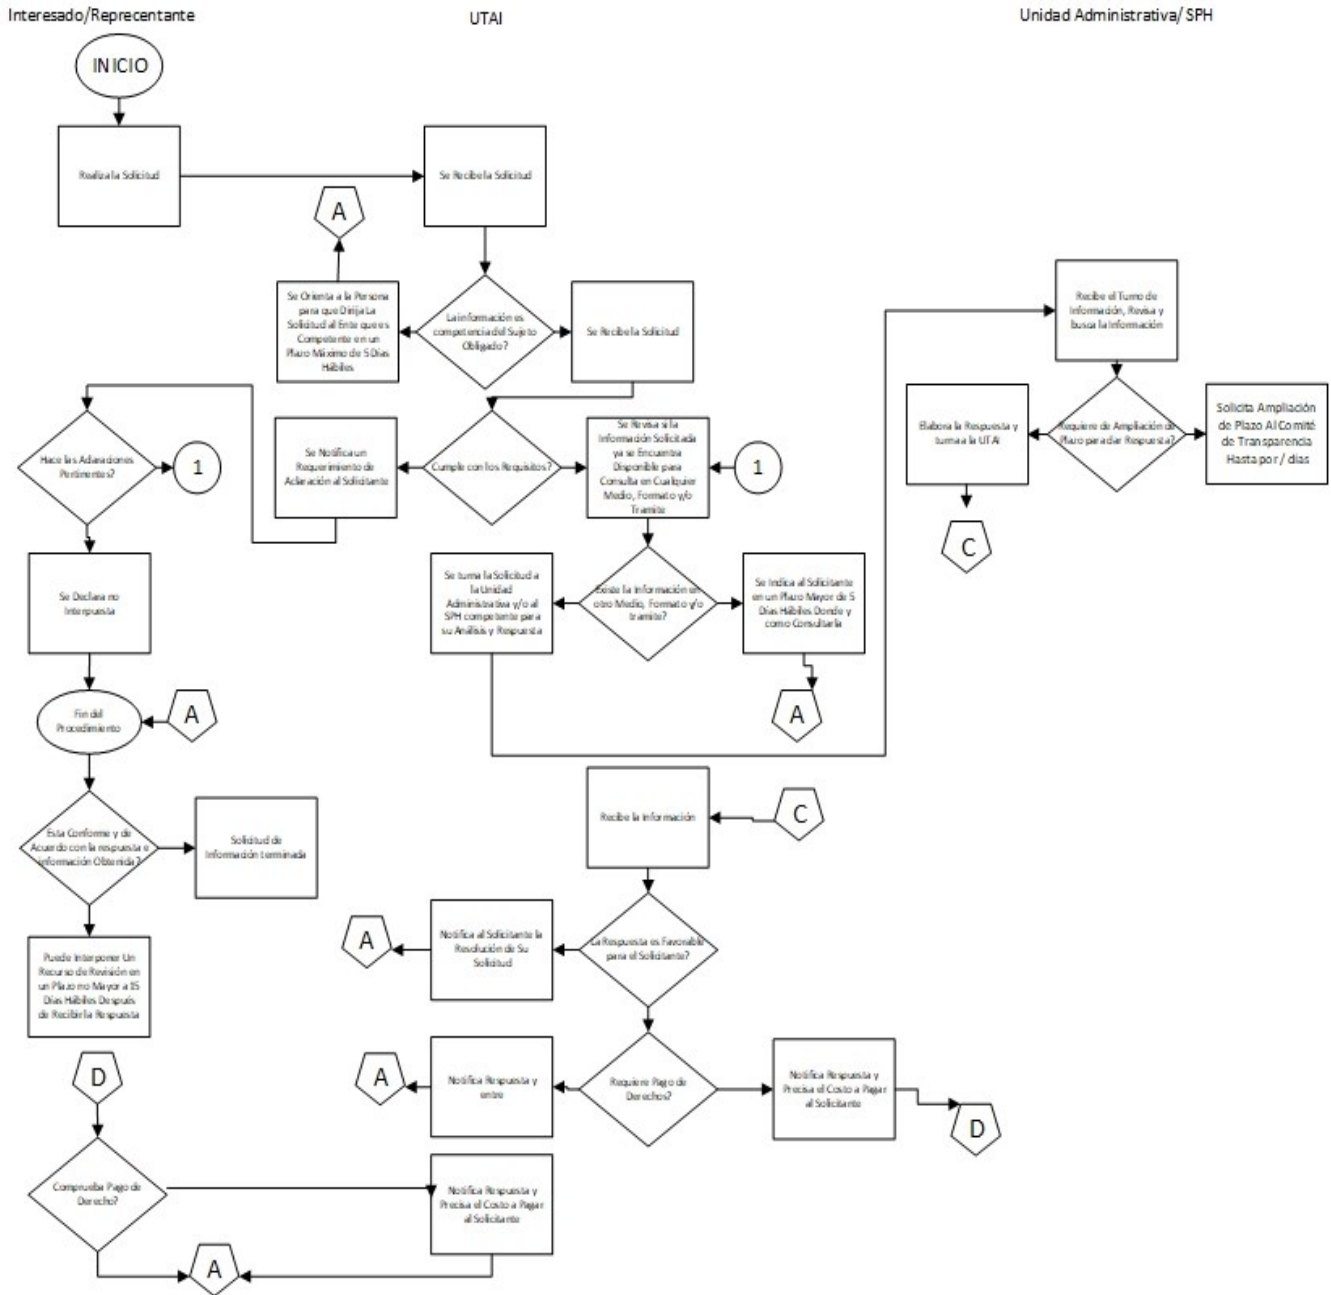 Interesado/Reprecentante
UTAI
Unidad Administrativa/ SPH
INICIO
Realiza la Solicitud
Se Recibe la Solicitud
A
Se Orienta a la Persona
para que Dirija La
Solicitud al Ente que es
Competente en un
Plazo Máximo de 5 Días
Hábiles
La información es
competencia del Sujeto
Obligado?
Se Recibe la Solicitud
Recibe el Turno de
Información, Revisa y
busca la Información
Hace las Adaraciones
Pertinentes?
1
Se Notifica un
Requerimiento de
Aclaración al Solicitante
Cumple con los Requisitos?
Se Revisa si la
Información Solicitada
ya se Encuentra
Disponible para
Consulta en Cualquier
Medio, Formato y/o
Tramite
1
Elabora la Respuesta y
turna a la UTAI
Requiere de Ampliación de
Plazo para dar Respuesta?
Solicita Ampliación
de Plazo Al Comité
de Transparencia
Hasta por / días
C
Se Declara no
Interpuesta
Se turna la Solicitud a
la Unidad
Administrativa y/o al
SPH competente para
su Análisis y Respuesta
Existe la Información en
otro Medio, Formato y/o
tramite?
Se Indica al Solicitante
en un Plazo Mayor de 5
Días Hábiles Donde y
como Consultarla
Fin del
Procedimiento
A
A
Recibe la Información
C
Esta Conforme y de
Acuerdo con la respuesta e
información Obtenida?
Solicitud de
Información terminada
Puede Interponer Un
Recurso de Revisión en
un Plazo no Mayor a 15
Días Hábiles Después
de Recibir la Respuesta
A
Notifica al Solicitante la
Resolución de Su
Solicitud
La Respuesta es Favorable
para el Solicitante?
D
A
Notifica Respuesta y
entre
Requiere Pago de
Derechos?
Notifica Respuesta y
Precisa el Costo a Pagar
al Solicitante
D
Comprueba Pago de
Derecho?
Notifica Respuesta y
Precisa el Costo a Pagar
al Solicitante
A